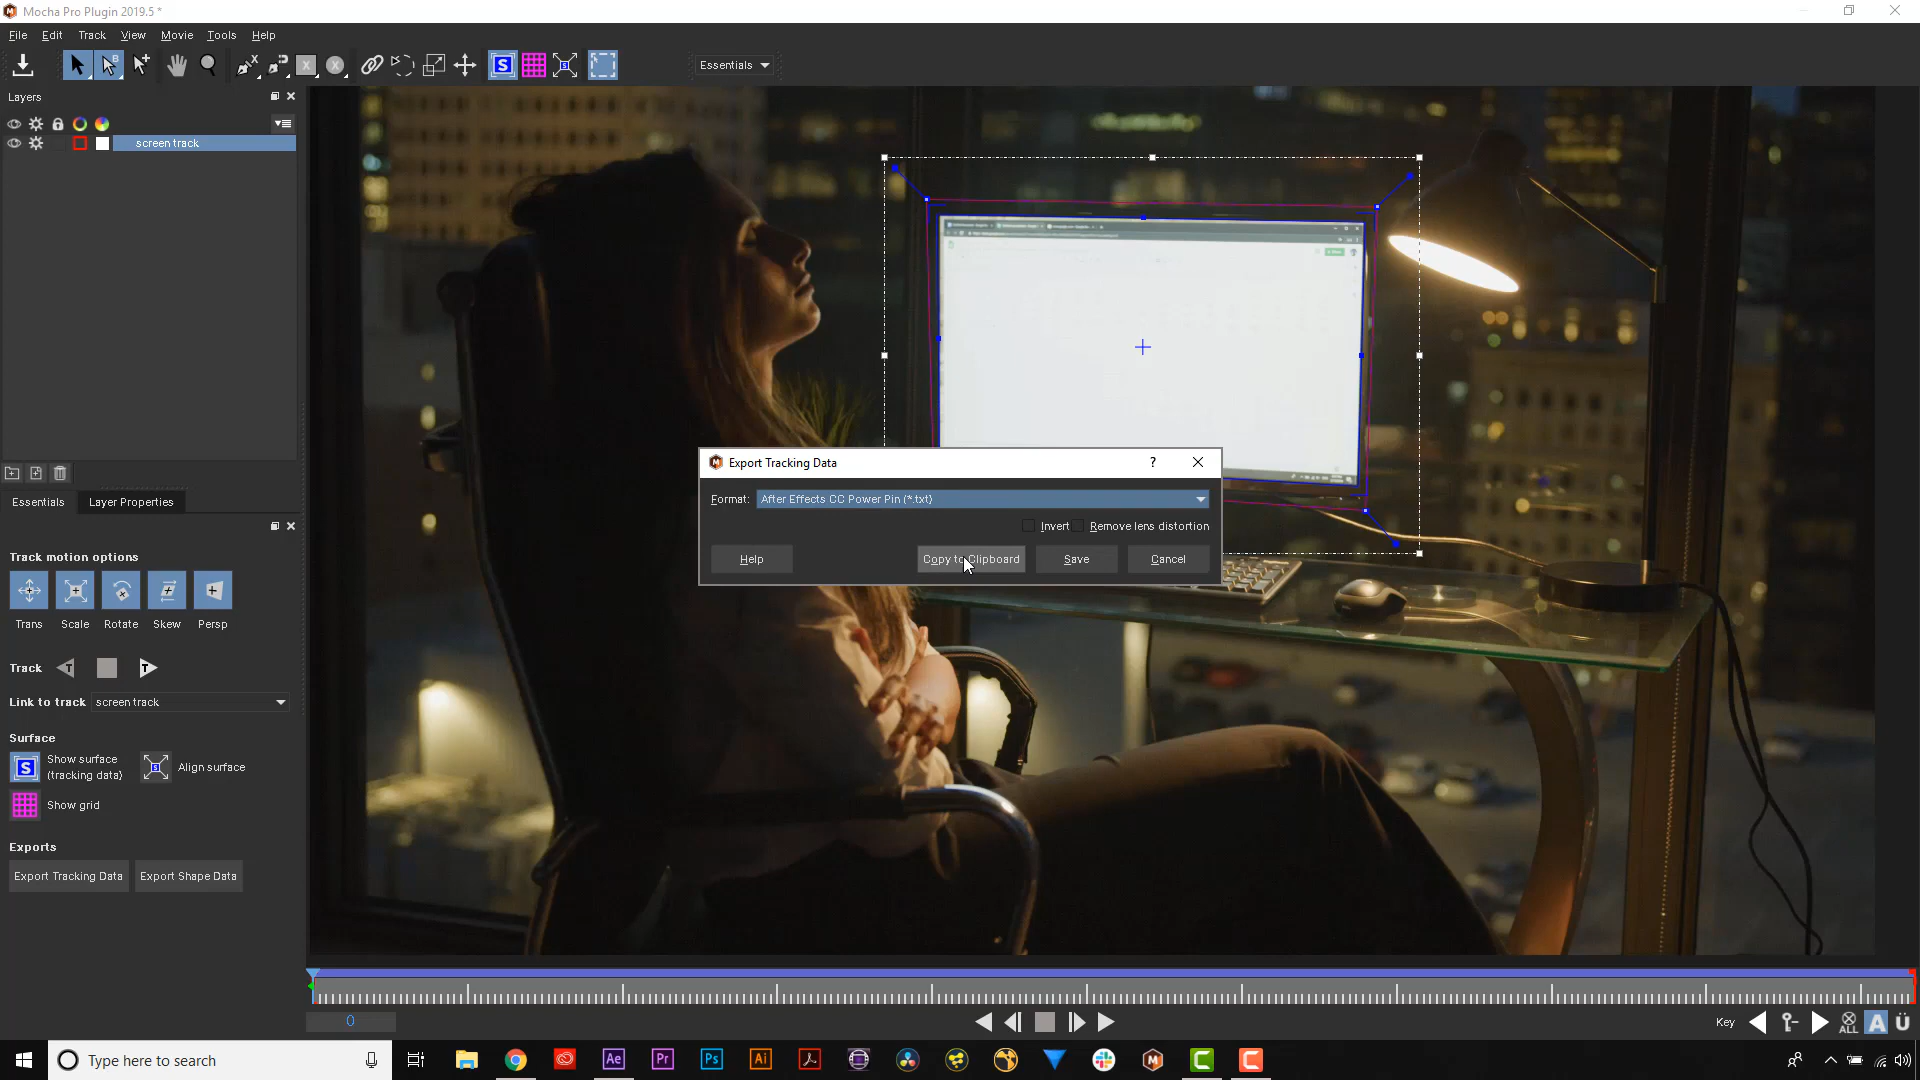 Mocha Pro Plugin 2019.5 *
File Edit Track View Movie Tools Help
Essentials
Layers
screen track
Essentials Layer Properties
Track motion options
Trans Scale Rotate Skew Persp
Track
Link to track screen track
Surface
Show surface
(tracking data)
Align surface
Show grid
Exports
Export Tracking Data Export Shape Data
Export Tracking Data ?
Format: After Effects CC Power Pin (*.txt)
Invert Remove lens distortion
Help Copy to Clipboard Save Cancel
0
Key
ALL A Ü
Type here to search
Ae Pr Ps Ai